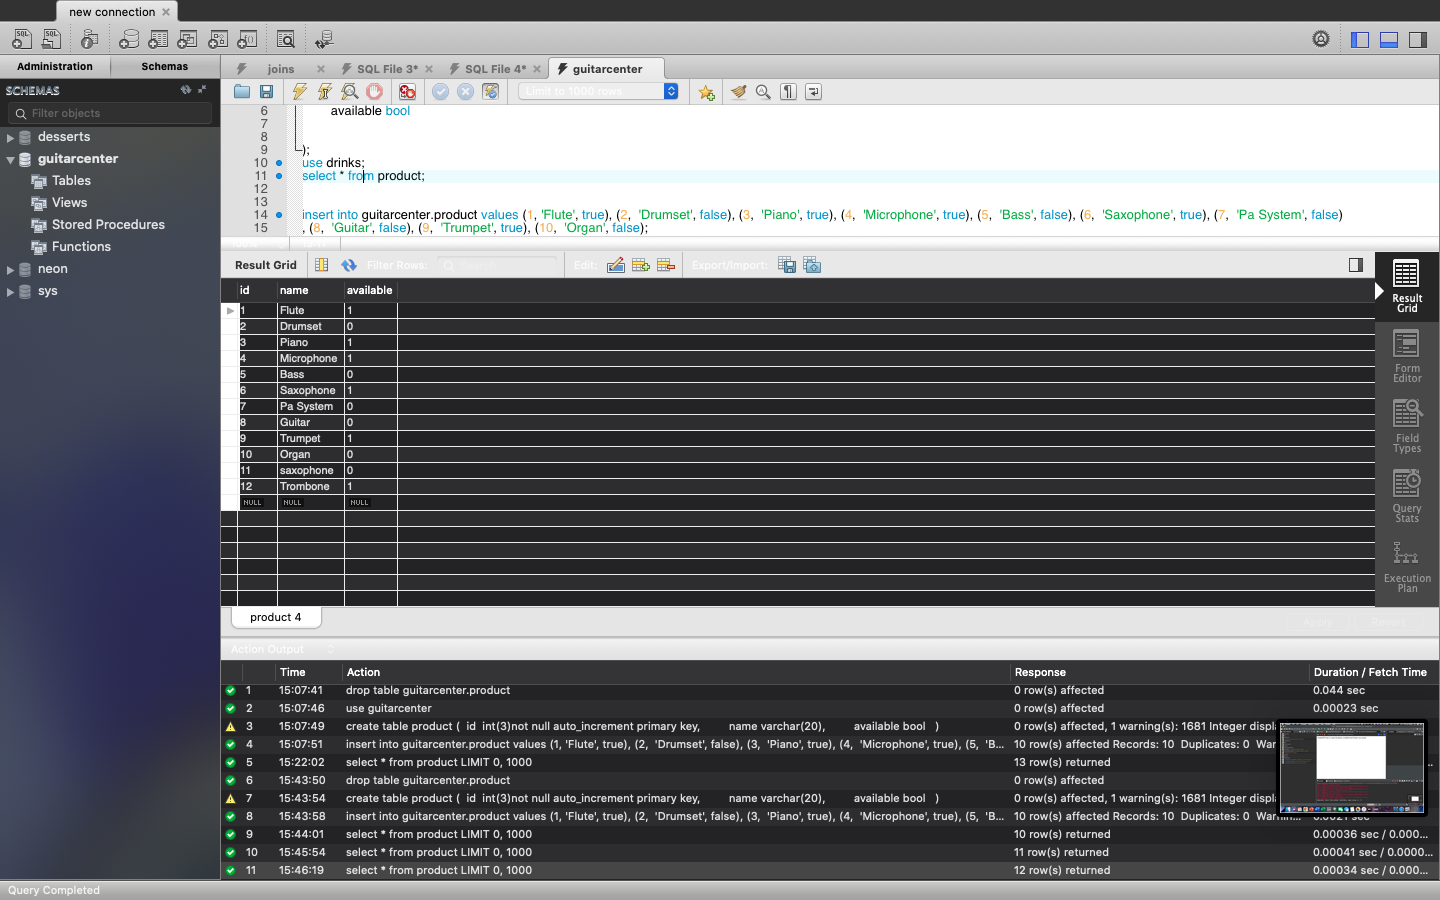 new connection
Administration Schemas
SCHEMAS
Filter objects
desserts
guitarcenter
Tables
Views
Stored Procedures
Functions
neon
sys
joins SQL File 3* SQL File 4* guitarcenter
Limit to 1000 rows
6 available bool
7
8
9 );
10 use drinks;
11 select * from product;
12
13
14 insert into guitarcenter.product values (1, 'Flute', true), (2, 'Drumset', false), (3, 'Piano', true), (4, 'Microphone', true), (5, 'Bass', false), (6, 'Saxophone', true), (7, 'Pa System', false)
15 , (8, 'Guitar', false), (9, 'Trumpet', true), (10, 'Organ', false);
Result Grid Filter Rows: Edit: Export/Import:
id name available
1 Flute 1
2 Drumset 0
3 Piano 1
4 Microphone 1
5 Bass 0
6 Saxophone 1
7 Pa System 0
8 Guitar 0
9 Trumpet 1
10 Organ 0
11 saxophone 0
12 Trombone 1
NULL NULL NULL
Result Grid
Form Editor
Field Types
Query Stats
Execution Plan
product 4
Apply Revert
Action Output
Time Action Response Duration / Fetch Time
1 15:07:41 drop table guitarcenter.product 0 row(s) affected 0.044 sec
2 15:07:46 use guitarcenter 0 row(s) affected 0.00023 sec
3 15:07:49 create table product ( id int(3)not null auto_increment primary key, name varchar(20), available bool ) 0 row(s) affected, 1 warning(s): 1681 Integer displ
4 15:07:51 insert into guitarcenter.product values (1, 'Flute', true), (2, 'Drumset', false), (3, 'Piano', true), (4, 'Microphone', true), (5, 'B... 10 row(s) affected Records: 10 Duplicates: 0 War
5 15:22:02 select * from product LIMIT 0, 1000 13 row(s) returned
6 15:43:50 drop table guitarcenter.product 0 row(s) affected
7 15:43:54 create table product ( id int(3)not null auto_increment primary key, name varchar(20), available bool ) 0 row(s) affected, 1 warning(s): 1681 Integer displ
8 15:43:58 insert into guitarcenter.product values (1, 'Flute', true), (2, 'Drumset', false), (3, 'Piano', true), (4, 'Microphone', true), (5, 'B... 10 row(s) affected Records: 10 Duplicates: 0 Warnin... 0.0021 sec
9 15:44:01 select * from product LIMIT 0, 1000 10 row(s) returned 0.00036 sec / 0.000...
10 15:45:54 select * from product LIMIT 0, 1000 11 row(s) returned 0.00041 sec / 0.0000...
11 15:46:19 select * from product LIMIT 0, 1000 12 row(s) returned 0.00034 sec / 0.000...
Query Completed